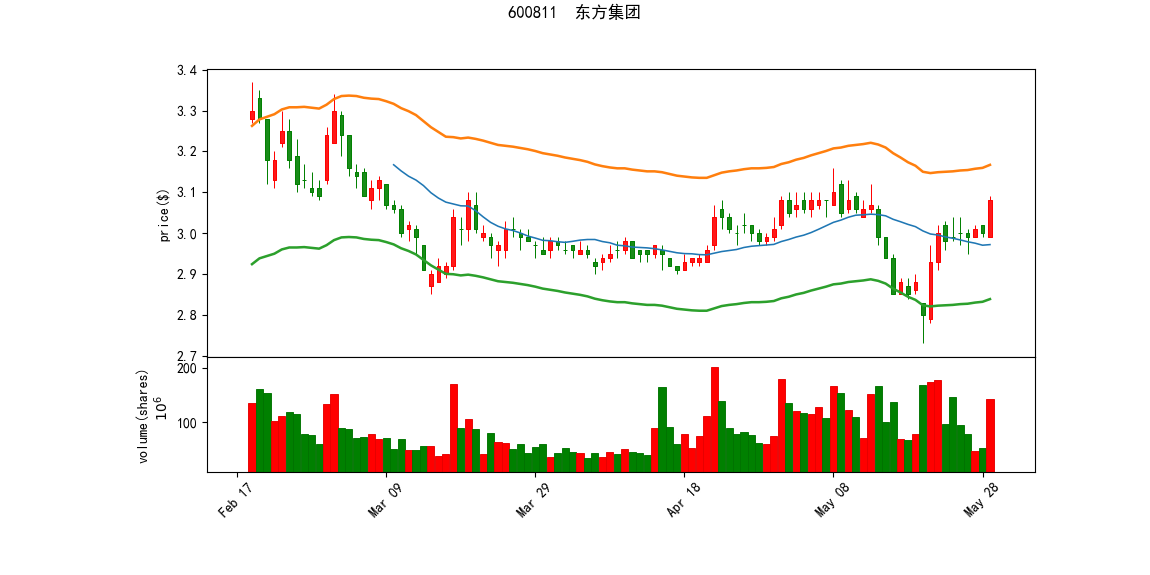 600811 东方集团
3.4
3.3
3.2
3.1
3.0
2.9
2.8
2.7
price($)
200
100
volume(shares)
10^6
Feb 17
Mar 09
Mar 29
Apr 18
May 08
May 28